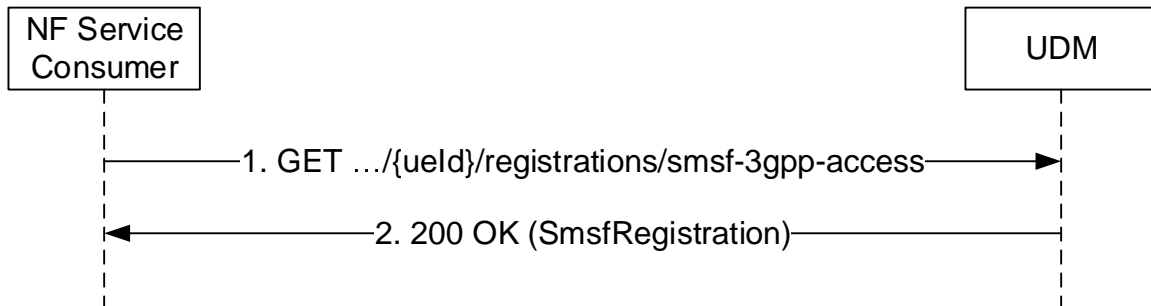 NF Service
Consumer
UDM
1. GET …/{ueId}/registrations/smsf-3gpp-access
2. 200 OK (SmsfRegistration)